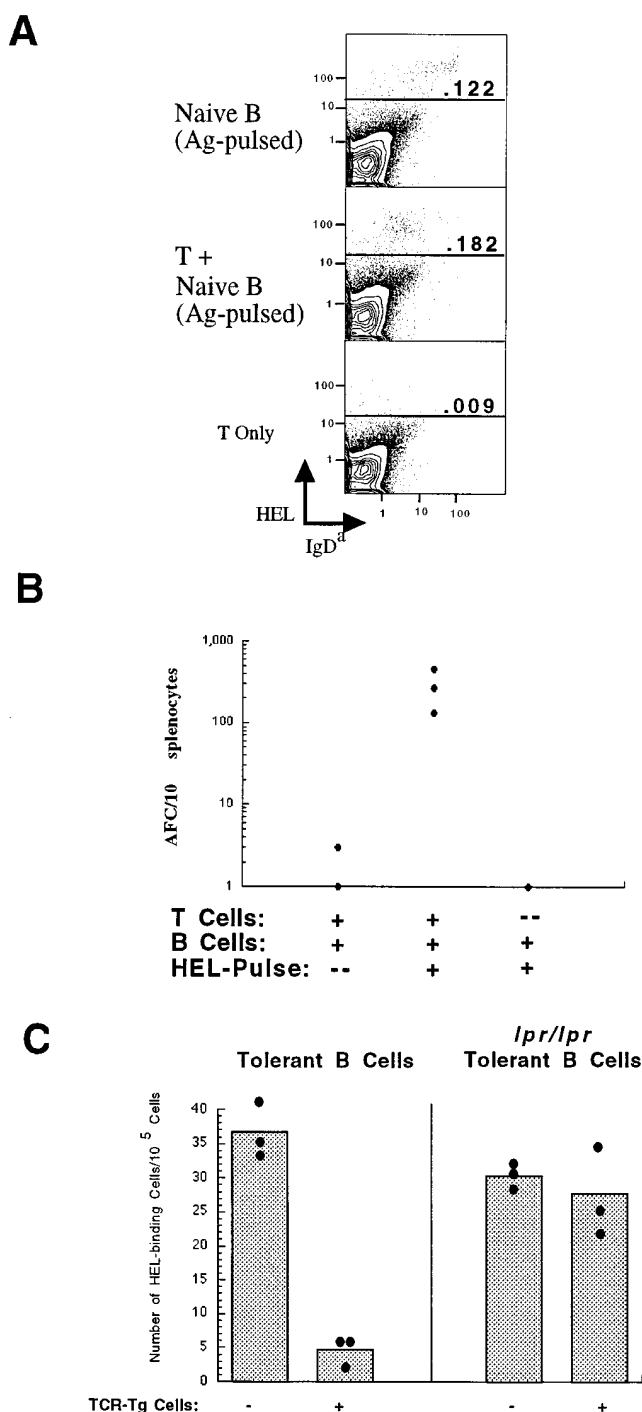 A
100
10
1
.122
Naive B
(Ag-pulsed)
100
10
1
.182
T +
Naive B
(Ag-pulsed)
100
10
1
.009
T Only
HEL
IgD a
1 10 100
B
AFC/10 splenocytes
1,000
100
10
1
T Cells: + + --
B Cells: + + +
HEL-Pulse: -- + +
C
Tolerant B Cells
lpr/lpr
Tolerant B Cells
Number of HEL-binding Cells/10 5 Cells
40
35
30
25
20
15
10
5
0
TCR-Tg Cells: - + - +